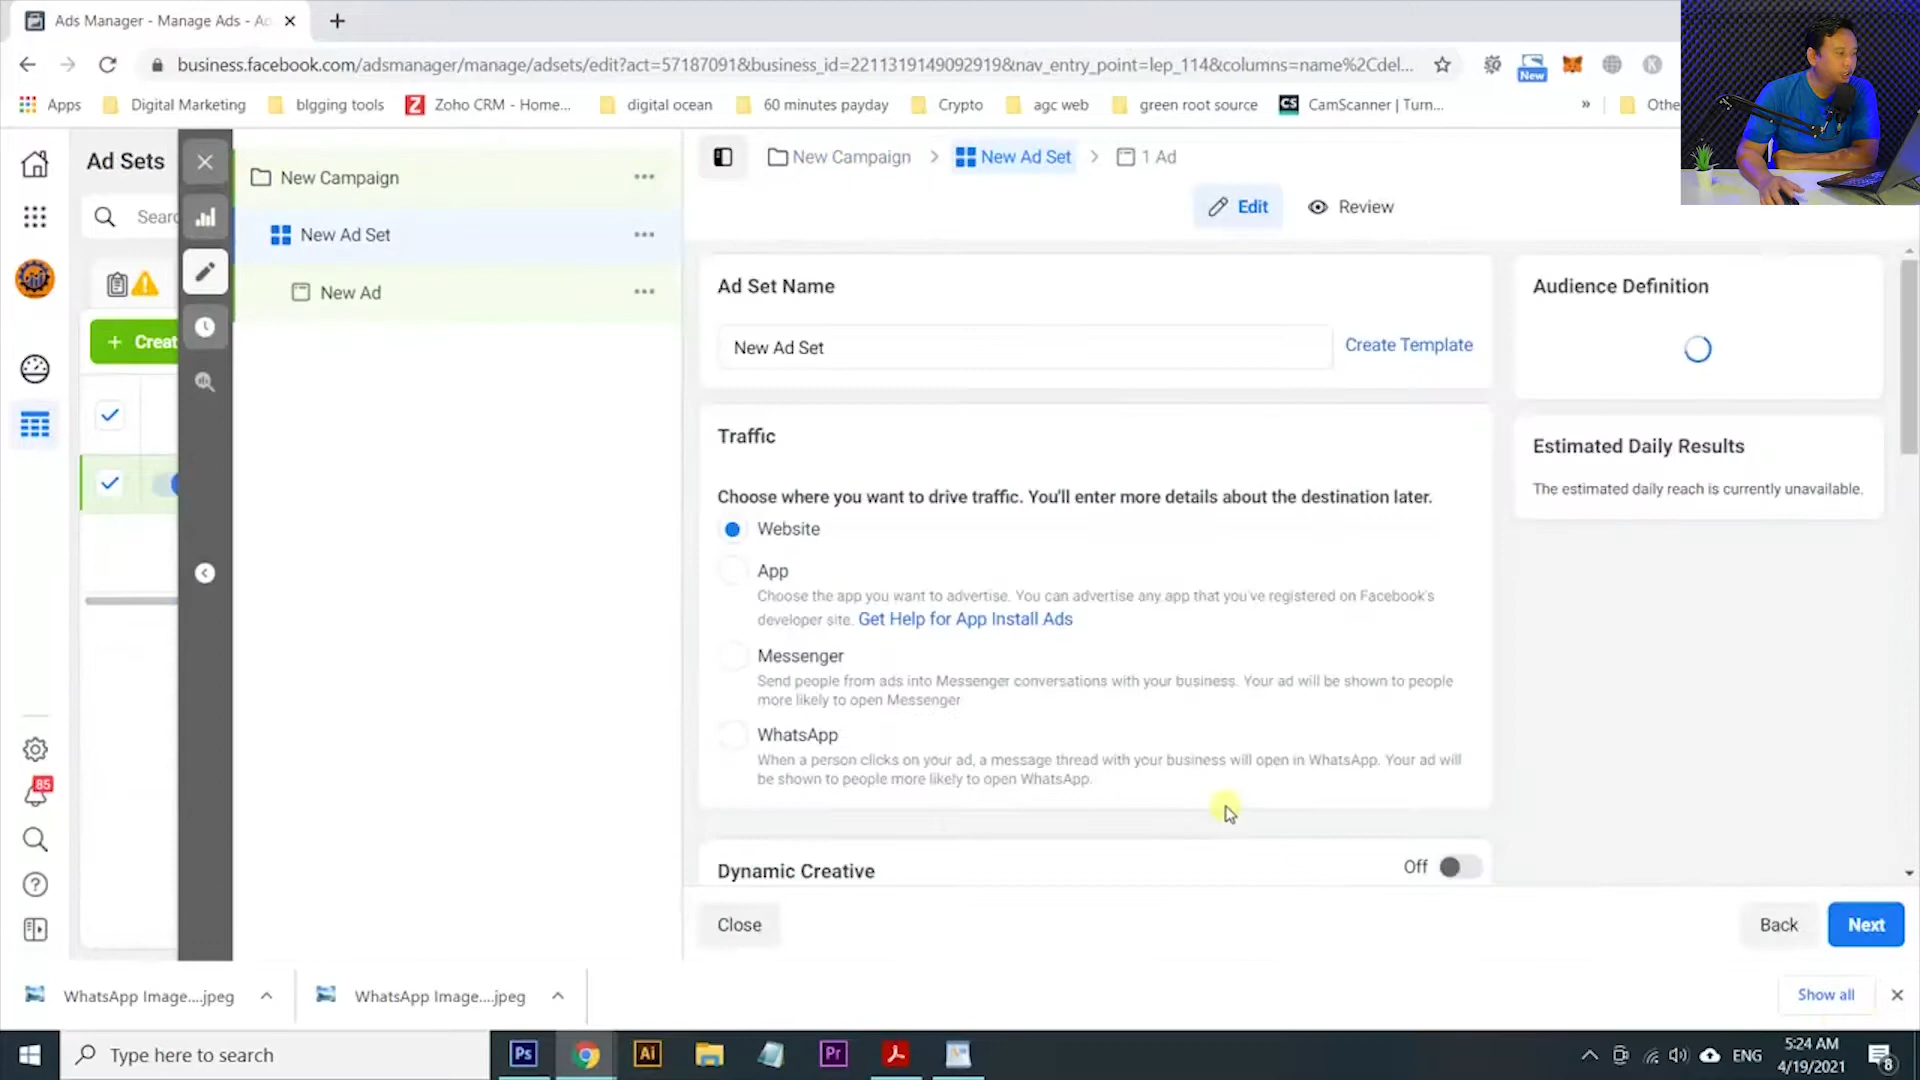 Ads Manager - Manage Ads - Ad
business.facebook.com/adsmanager/manage/adsets/edit?act=57187091&business_id=2211319149092919&nav_entry_point=lep_114&columns=name%2Cdel...
New
Apps
Digital Marketing
blgging tools
Z
Zoho CRM - Home...
digital ocean
60 minutes payday
Crypto
agc web
green root source
CS
CamScanner | Turn...
»
Othe
Ad Sets
Searc
+ Creat
New Campaign
New Ad Set
New Ad
New Campaign
New Ad Set
1 Ad
Edit
Review
Ad Set Name
New Ad Set
Create Template
Traffic
Choose where you want to drive traffic. You'll enter more details about the destination later.
Website
App
Choose the app you want to advertise. You can advertise any app that you've registered on Facebook's
developer site. Get Help for App Install Ads
Messenger
Send people from ads into Messenger conversations with your business. Your ad will be shown to people
more likely to open Messenger
WhatsApp
When a person clicks on your ad, a message thread with your business will open in WhatsApp. Your ad will
be shown to people more likely to open WhatsApp.
Dynamic Creative
Off
Audience Definition
Estimated Daily Results
The estimated daily reach is currently unavailable.
85
Close
Back
Next
WhatsApp Image....jpeg
WhatsApp Image....jpeg
Show all
Type here to search
Ps
Ai
Pr
ENG
5:24 AM
4/19/2021
8